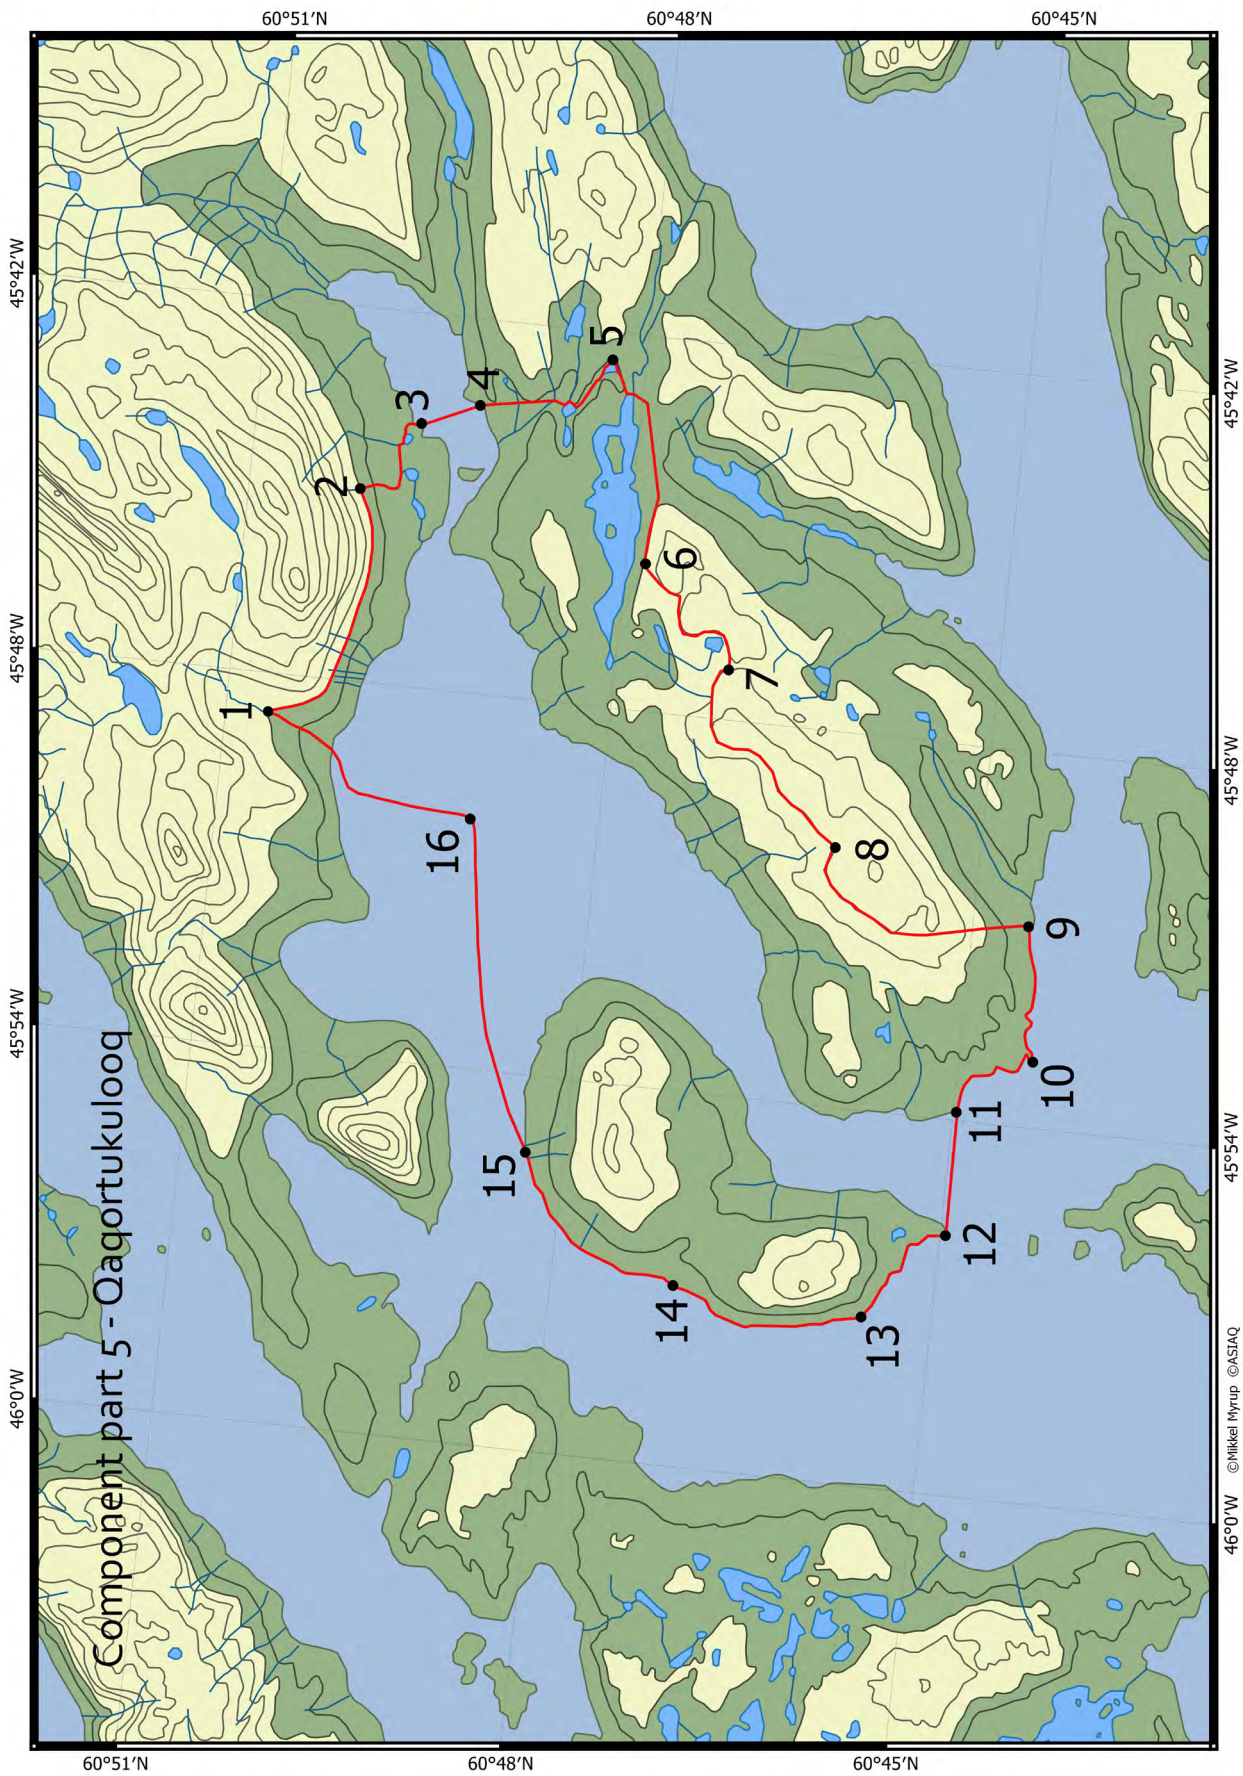 60°51′N 60°48′N 60°45′N
45°42′W
45°48′W
45°54′W
46°0′W
Component part 5 - Qaqortukulooq
1
2
3
4
5
6
7
8
9
10
11
12
13
14
15
16
45°42′W
45°48′W
45°54′W
46°0′W
60°51′N 60°48′N 60°45′N
©Mikkel Myrup ©ASIAQ